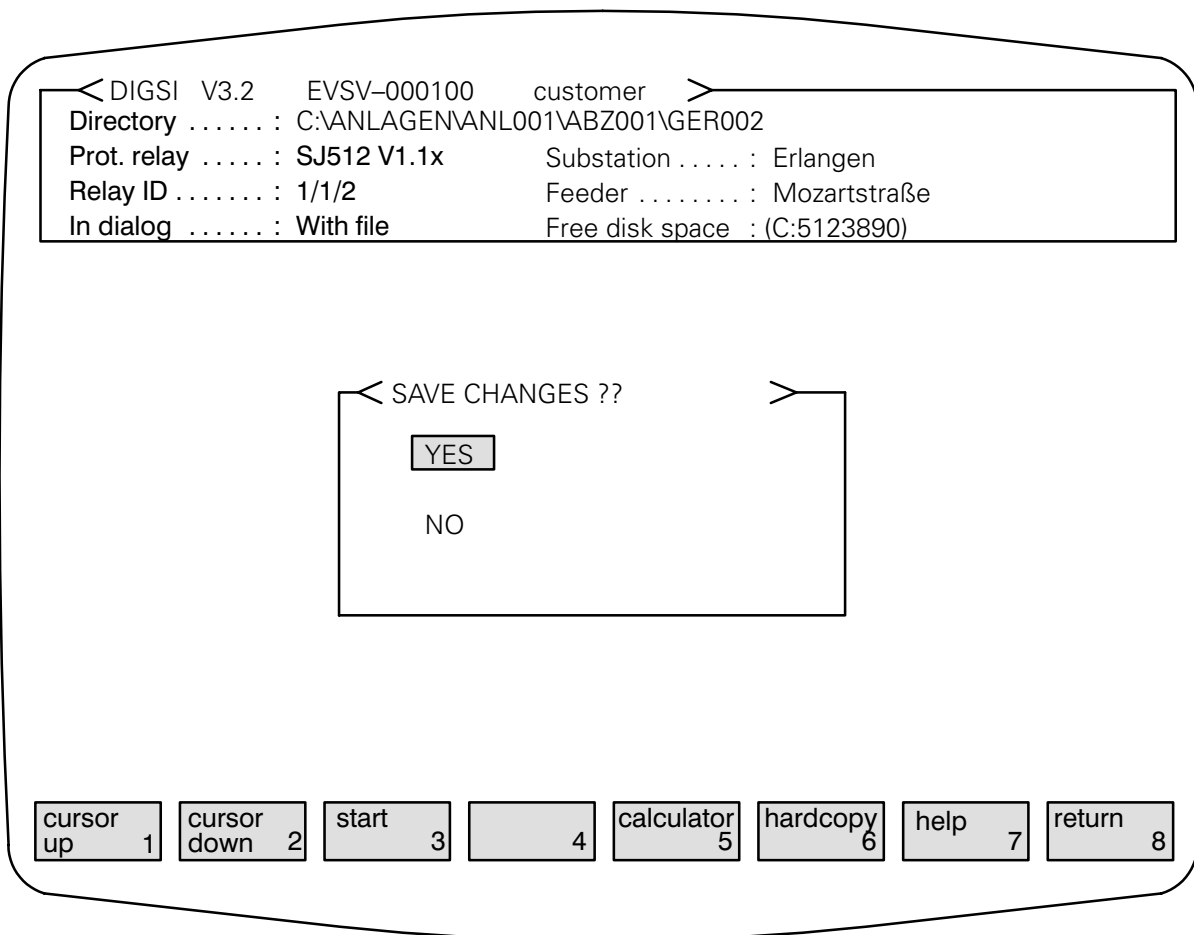 DIGSI V3.2 EVSV–000100 customer
Directory ...... : C:\ANLAGEN\ANL001\ABZ001\GER002
Prot. relay ..... : SJ512 V1.1x Substation ..... : Erlangen
Relay ID ....... : 1/1/2 Feeder ........ : Mozartstraße
In dialog ...... : With file Free disk space : (C:5123890)
SAVE CHANGES ??
YES
NO
cursor up 1
cursor down 2
start 3
4
calculator 5
hardcopy 6
help 7
return 8